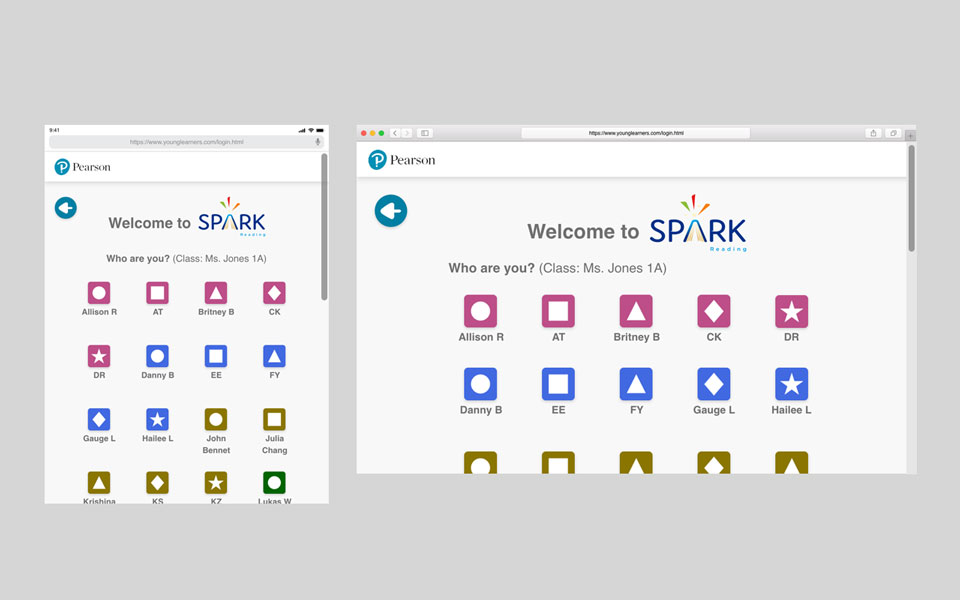 9:41
https://www.younglearners.com/login.html
Pearson
Welcome to SPARK
Reading
Who are you? (Class: Ms. Jones 1A)
Allison R AT Britney B CK
DR Danny B EE FY
Gauge L Hailee L John Bennet Julia Chang
Krishina KS KZ Lukas W
https://www.younglearners.com/login.html
Pearson
Welcome to SPARK
Reading
Who are you? (Class: Ms. Jones 1A)
Allison R AT Britney B CK DR
Danny B EE FY Gauge L Hailee L